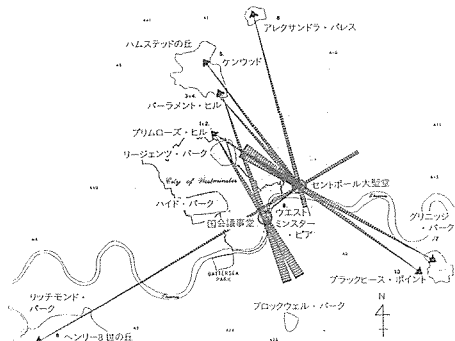 8
アレクサンドラ・パレス
ハムステッドの丘
5.
ケンウッド
3×4.
パーラメント・ヒル
1×2.
プリムローズ・ヒル
リージェンツ・パーク
City of Westminster
セントポール大聖堂
ハイド・パーク
ウエスト
ミンスター
・ピア
国会議事堂
グリニッジ
パーク
BATTERSEA
PARK
ブラックヒース・ポイント
リッチモンド・
パーク
ヘンリー8世の丘
ブロックウェル・パーク
N